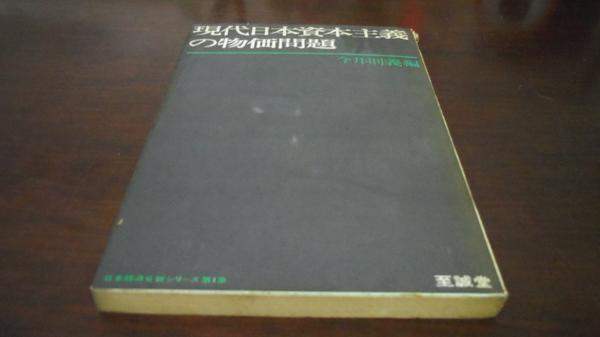 現代日本資本主義
の物価問題
今井則義編
至誠堂